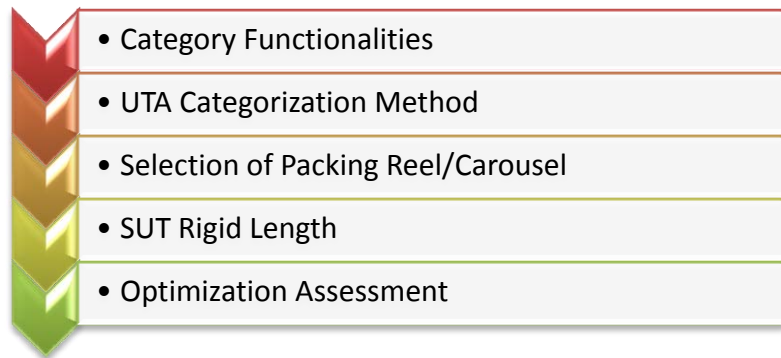 • Category Functionalities
• UTA Categorization Method
• Selection of Packing Reel/Carousel
• SUT Rigid Length
• Optimization Assessment